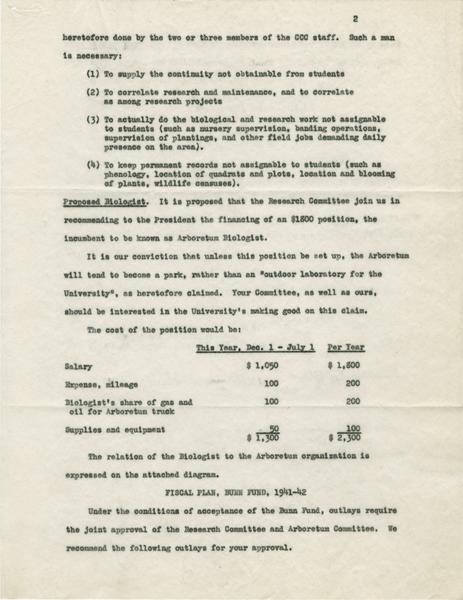 2
heretofore done by the two or three members of the CCC staff. Such a man
is necessary:
(1) To supply the continuity not obtainable from students
(2) To correlate research and maintenance, and to correlate
as among research projects
(3) To actually do the biological and research work not assignable
to students (such as nursery supervision, banding operations,
supervision of plantings, and other field jobs demanding daily
presence on the area).
(4) To keep permanent records not assignable to students (such as
phenology, location of quadrats and plots, location and blooming
of plants, wildlife censuses).
Proposed Biologist. It is proposed that the Research Committee join us in
recommending to the President the financing of an $1800 position, the
incumbent to be known as Arboretum Biologist.
It is our conviction that unless this position be set up, the Arboretum
will tend to become a park, rather than an "outdoor laboratory for the
University", as heretofore claimed. Your Committee, as well as ours,
should be interested in the University's making good on this claim.
The cost of the position would be:
This Year, Dec. 1 - July 1 Per Year
Salary $ 1,050 $ 1,800
Expense, mileage 100 200
Biologist's share of gas and 100 200
oil for Arboretum truck
Supplies and equipment 50 100
$ 1,300 $ 2,300
The relation of the Biologist to the Arboretum organization is
expressed on the attached diagram.
FISCAL PLAN, BUNN FUND, 1941-42
Under the conditions of acceptance of the Bunn Fund, outlays require
the joint approval of the Research Committee and Arboretum Committee. We
recommend the following outlays for your approval.